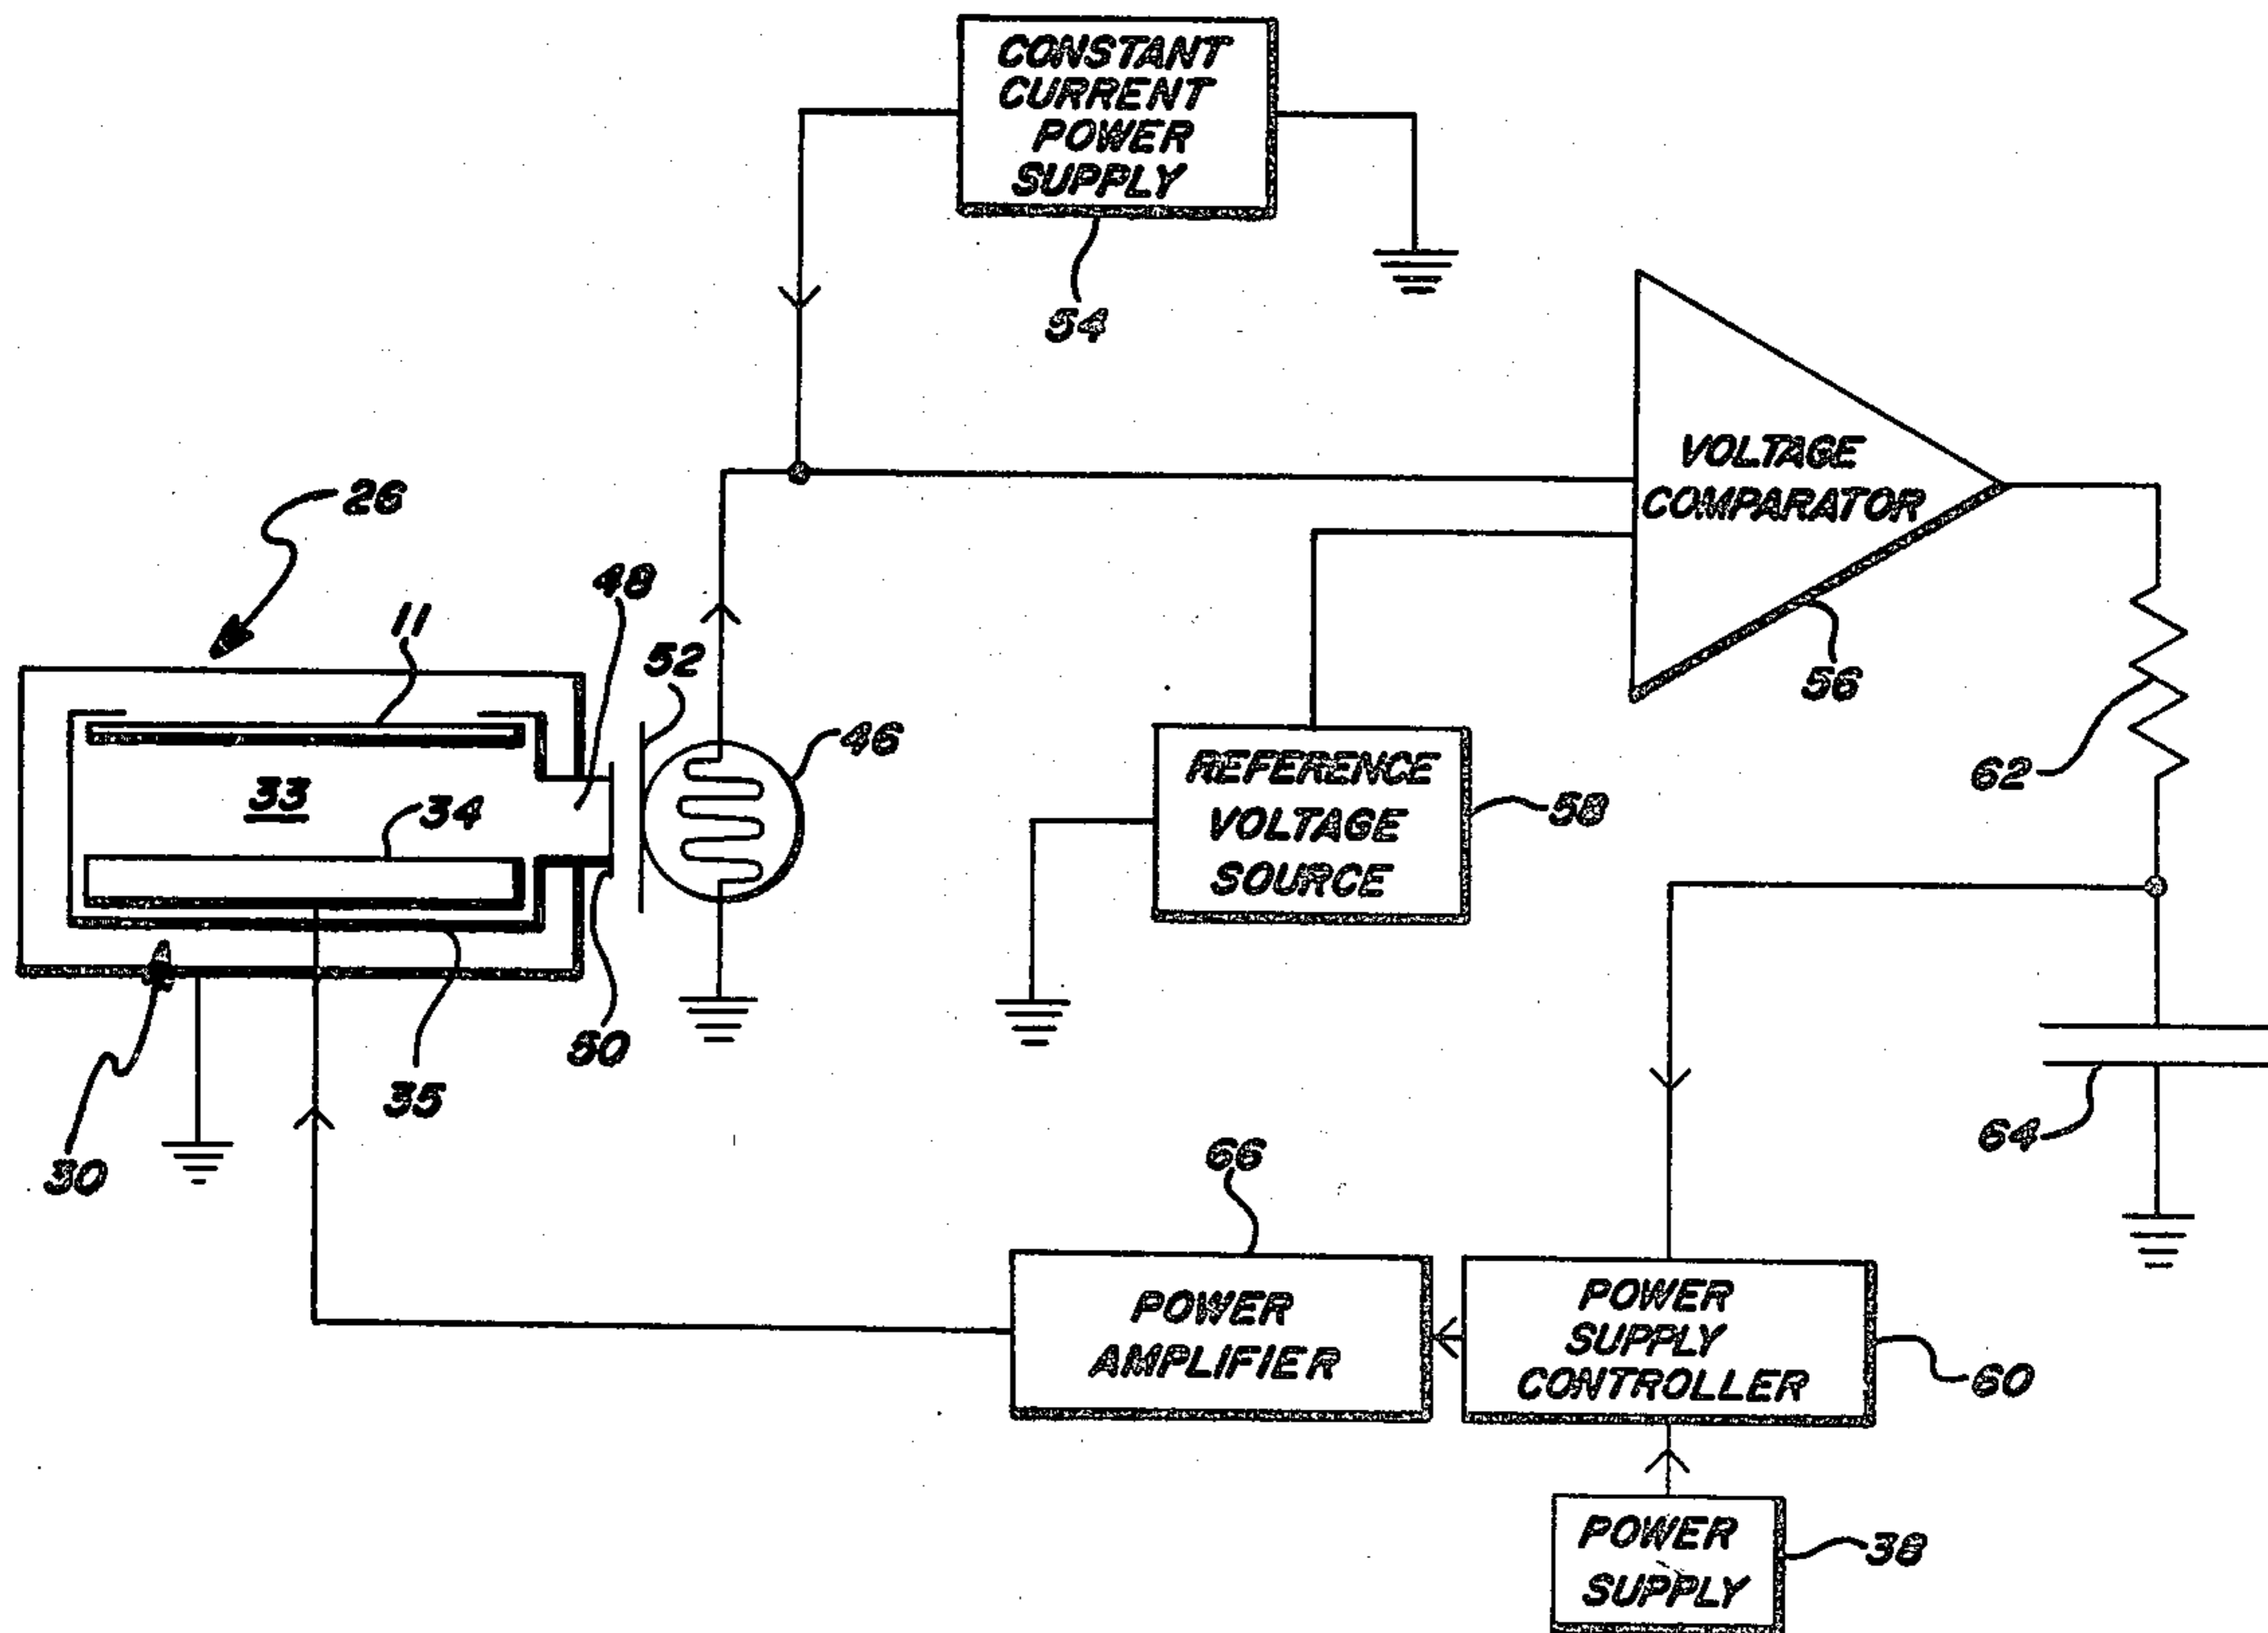 CONSTANT
CURRENT
POWER
SUPPLY
54
VOLTAGE
COMPARATOR
56
26
48
11
52
46
33
34
REFERENCE
VOLTAGE
SOURCE
58
62
50
35
30
64
66
POWER
AMPLIFIER
POWER
SUPPLY
CONTROLLER
60
POWER
SUPPLY
38